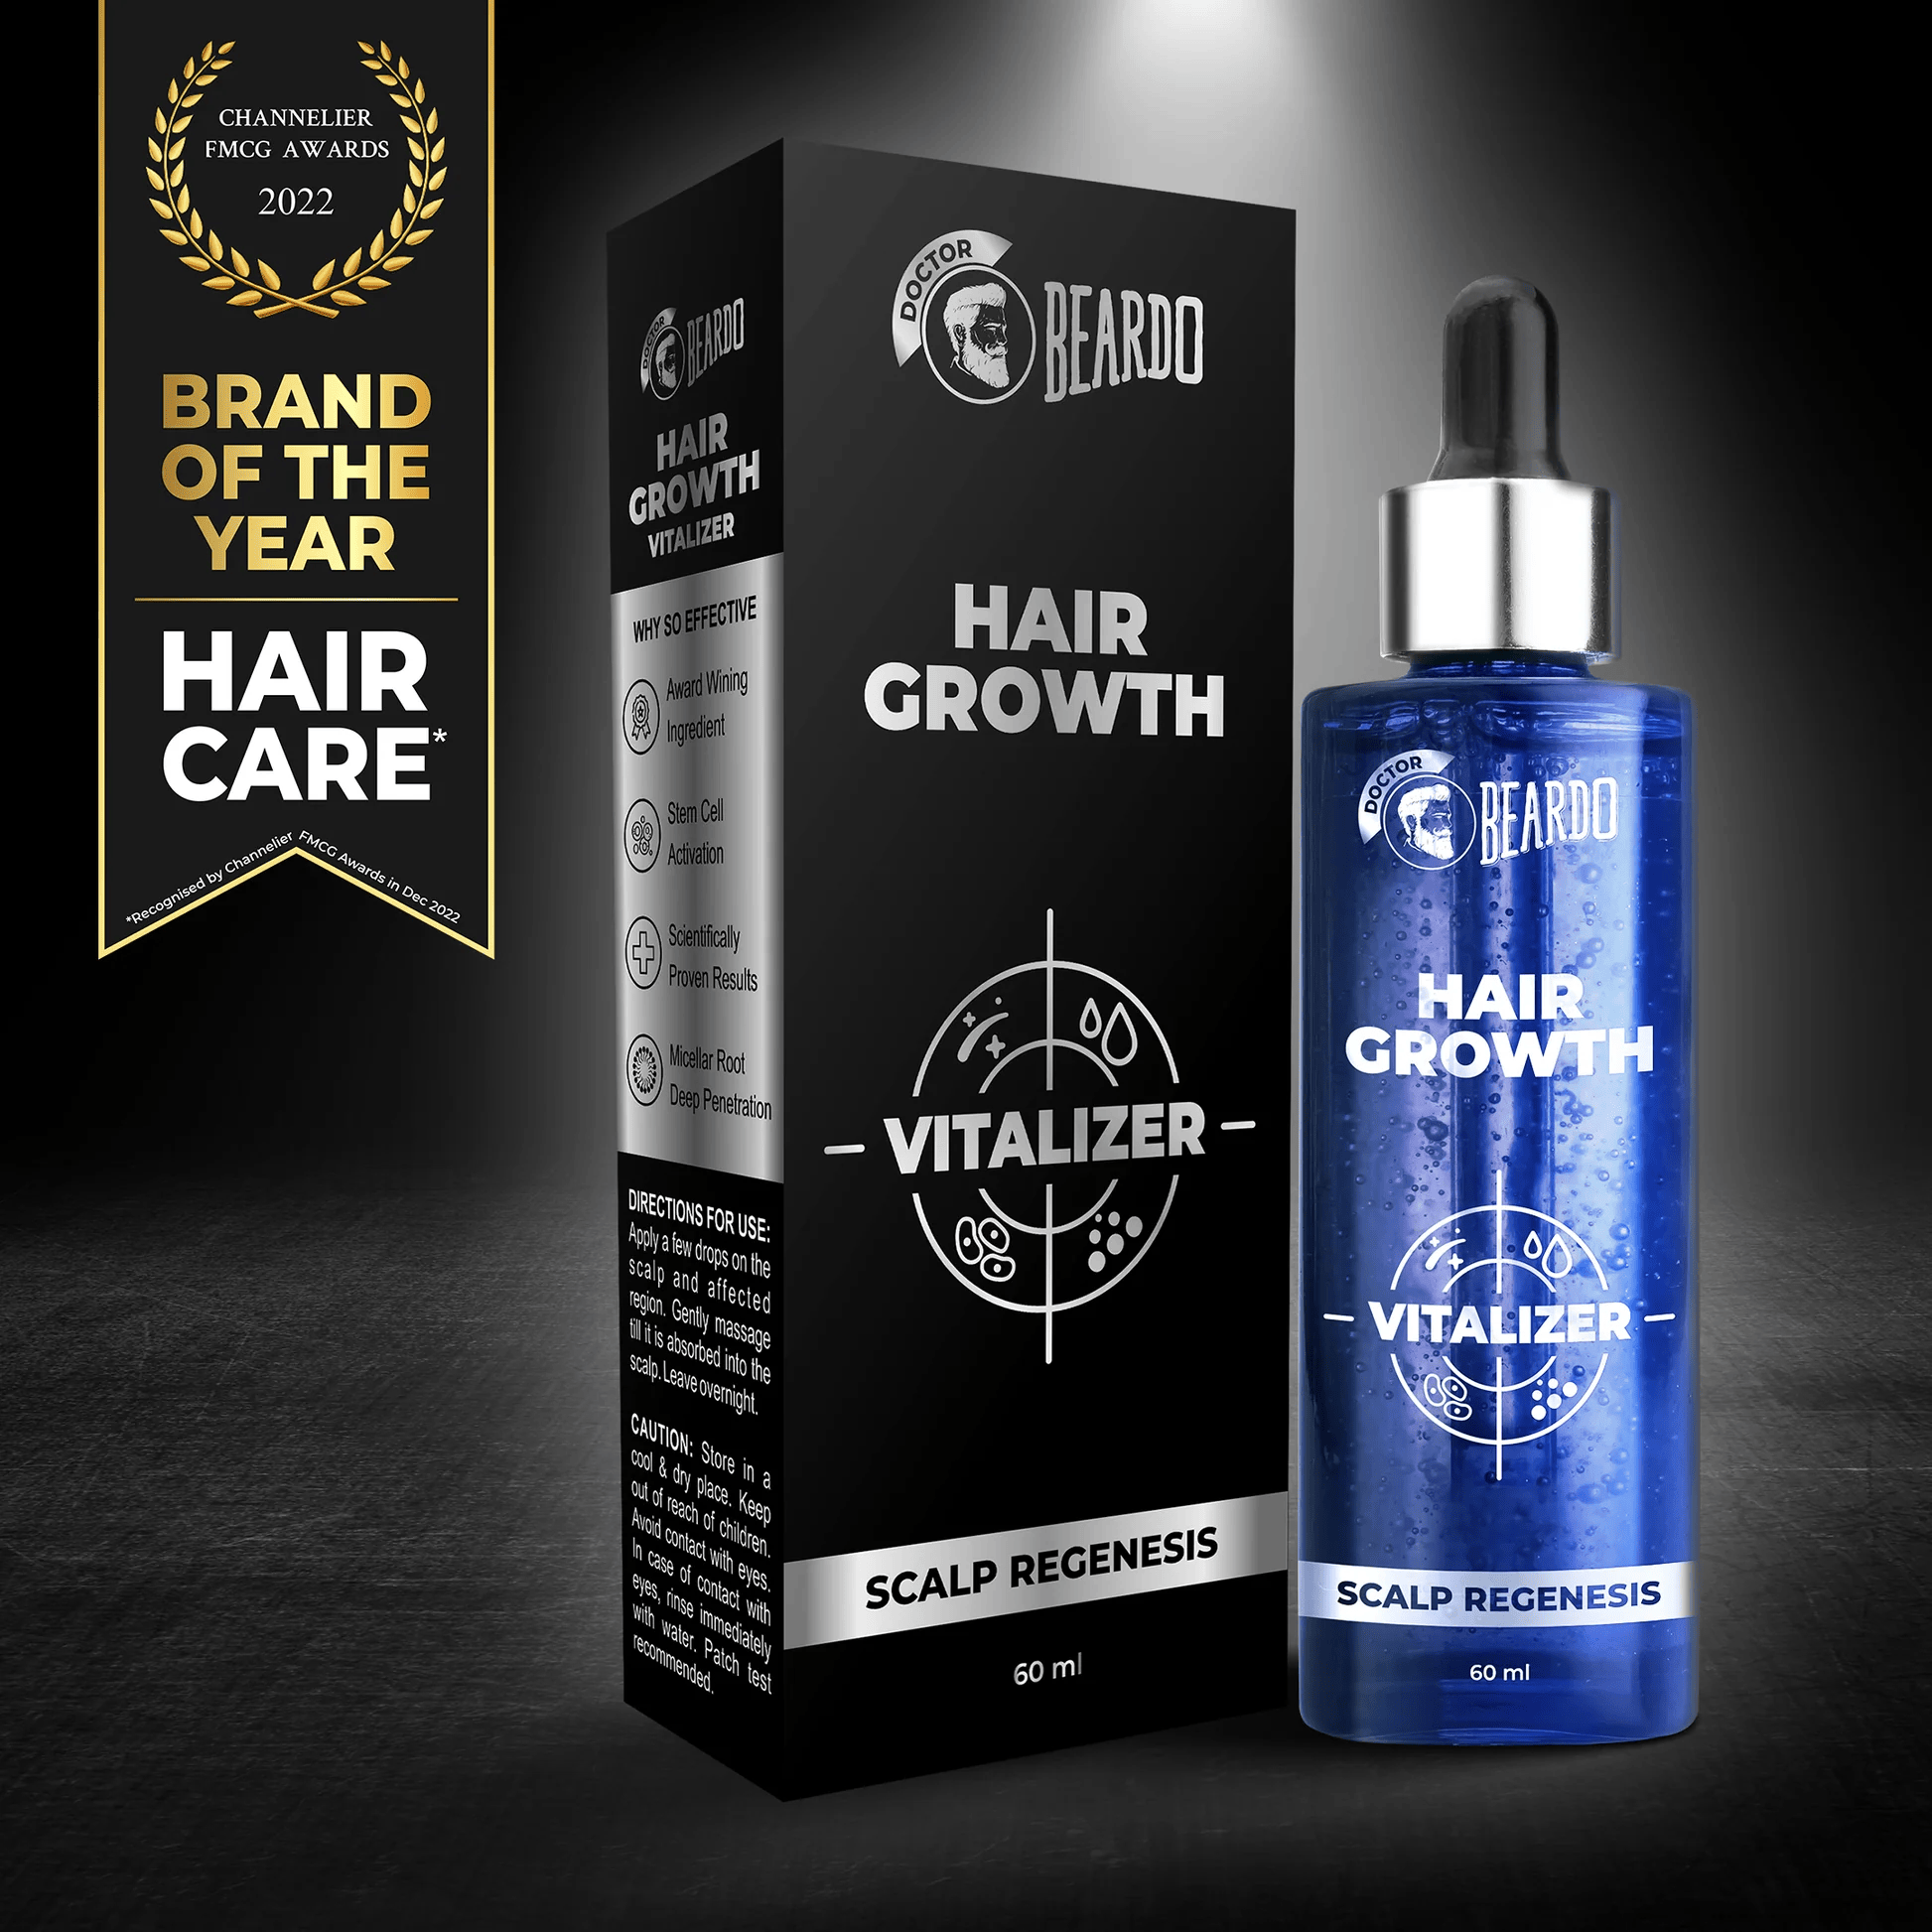 CHANNELIER
FMCG AWARDS
2022
BRAND
OF THE
YEAR
HAIR
CARE*
*Recognised by Channelier FMCG Awards in Dec 2022
DOCTOR
BEARDO
HAIR
GROWTH
VITALIZER
WHY SO EFFECTIVE
Award Wining
Ingredient
Stem Cell
Activation
Scientifically
Proven Results
Micellar Root
Deep Penetration
DIRECTIONS FOR USE:
Apply a few drops on the
scalp and affected
region. Gently massage
till it is absorbed into the
scalp. Leave overnight.
CAUTION: Store in a
cool & dry place. Keep
out of reach of children.
Avoid contact with eyes.
In case of contact with
eyes, rinse immediately
with water. Patch test
recommended.
DOCTOR
BEARDO
HAIR
GROWTH
VITALIZER
SCALP REGENESIS
60 ml
DOCTOR
BEARDO
HAIR
GROWTH
VITALIZER
SCALP REGENESIS
60 ml